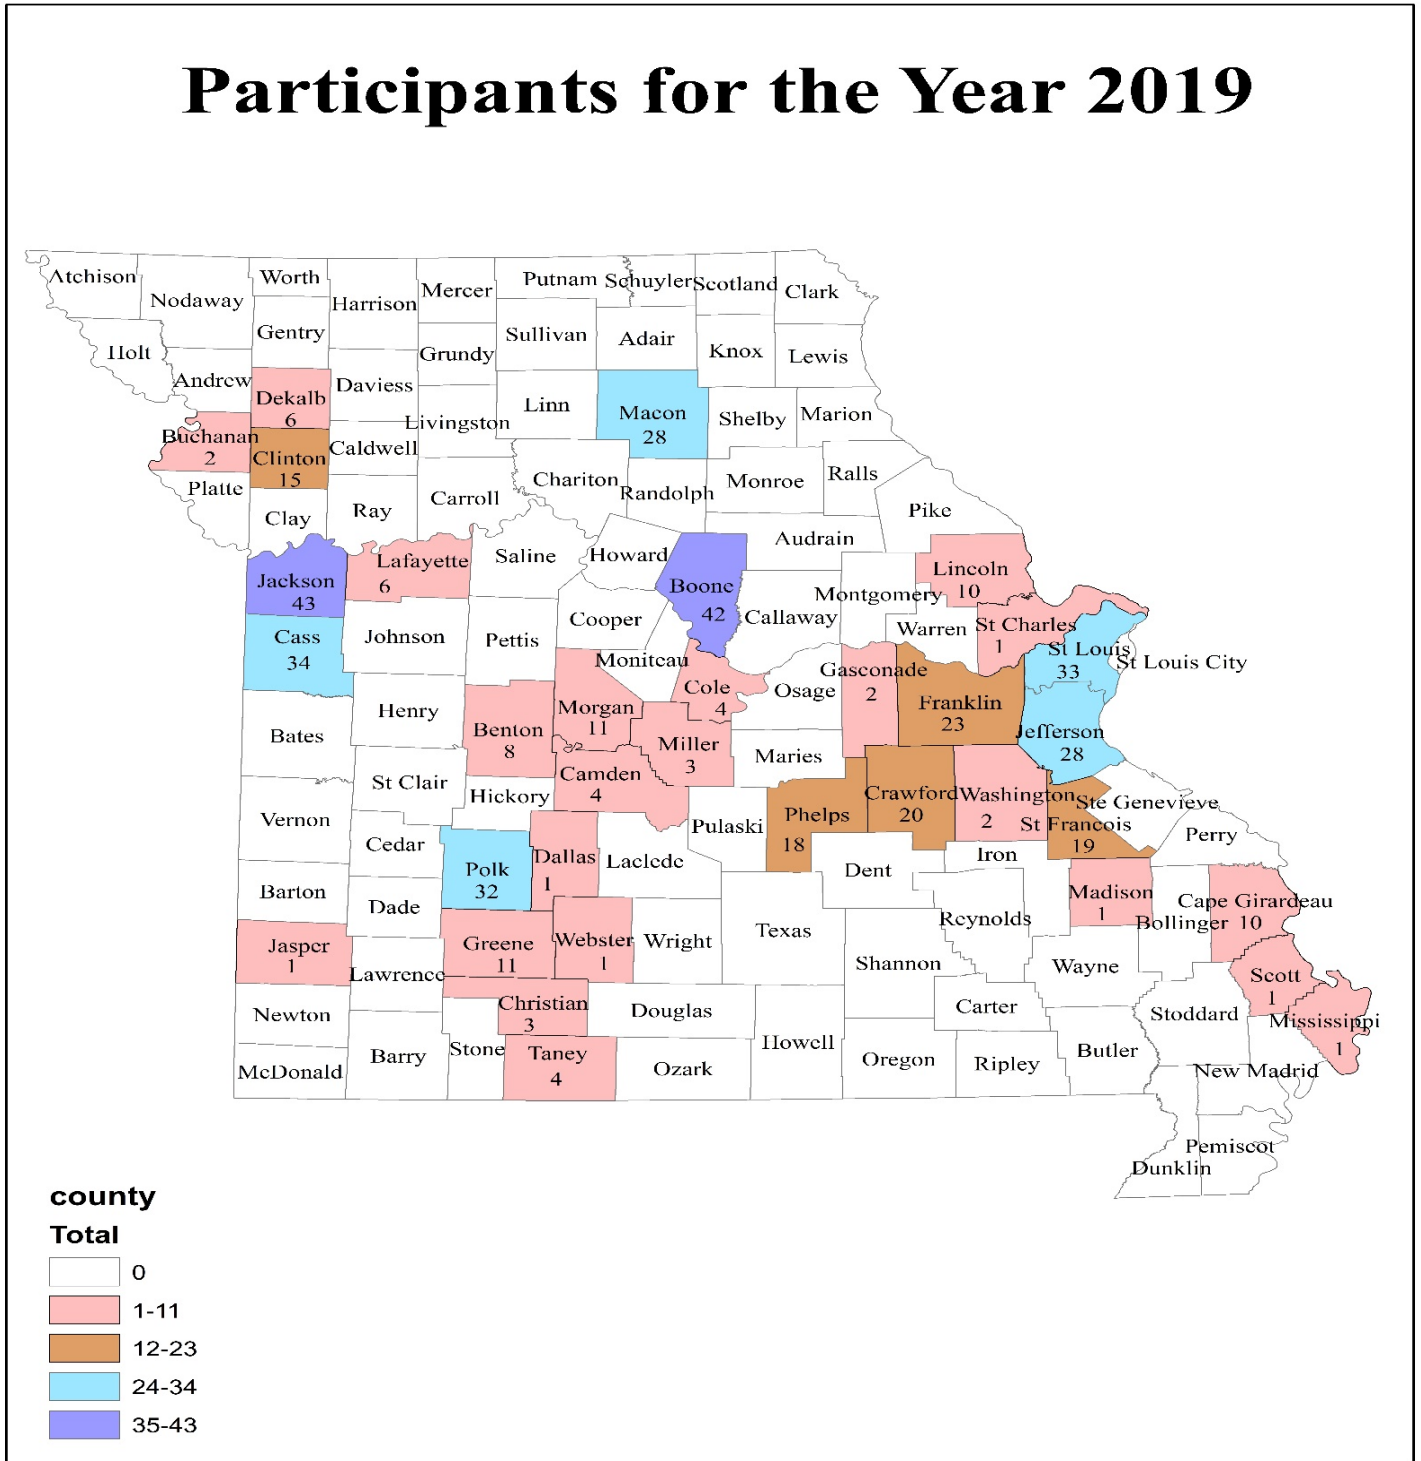 Participants for the Year 2019
Atchison
Nodaway
Worth
Harrison
Mercer
Putnam
Schuyler
Scotland
Clark
Gentry
Sullivan
Adair
Knox
Lewis
Holt
Grundy
Andrew
Daviess
Dekalb
6
Linn
Macon
28
Shelby
Marion
Livingston
Buchanan
2
Clinton
15
Caldwell
Chariton
Randolph
Monroe
Ralls
Platte
Clay
Ray
Carroll
Pike
Audrain
Saline
Howard
Lafayette
6
Jackson
43
Boone
42
Lincoln
10
Montgomery
Callaway
Cooper
Warren
St Charles
1
Cass
34
Johnson
Pettis
Moniteau
St Louis
33
St Louis City
Gasconade
2
Cole
4
Osage
Franklin
23
Henry
Morgan
11
Benton
8
Bates
Miller
3
Maries
Jefferson
28
St Clair
Camden
4
Hickory
Crawford
20
Washington
2
Ste Genevieve
Vernon
Pulaski
Phelps
18
St Francois
19
Perry
Cedar
Dallas
1
Laclede
Iron
Polk
32
Dent
Barton
Dade
Madison
1
Cape Girardeau
10
Bollinger
Reynolds
Texas
Jasper
1
Greene
11
Webster
1
Wright
Lawrence
Shannon
Wayne
Scott
1
Christian
3
Douglas
Carter
Newton
Stoddard
Mississippi
1
Howell
Stone
Taney
4
Barry
Butler
McDonald
Ozark
Oregon
Ripley
New Madrid
Pemiscot
Dunklin
county
Total
0
1-11
12-23
24-34
35-43